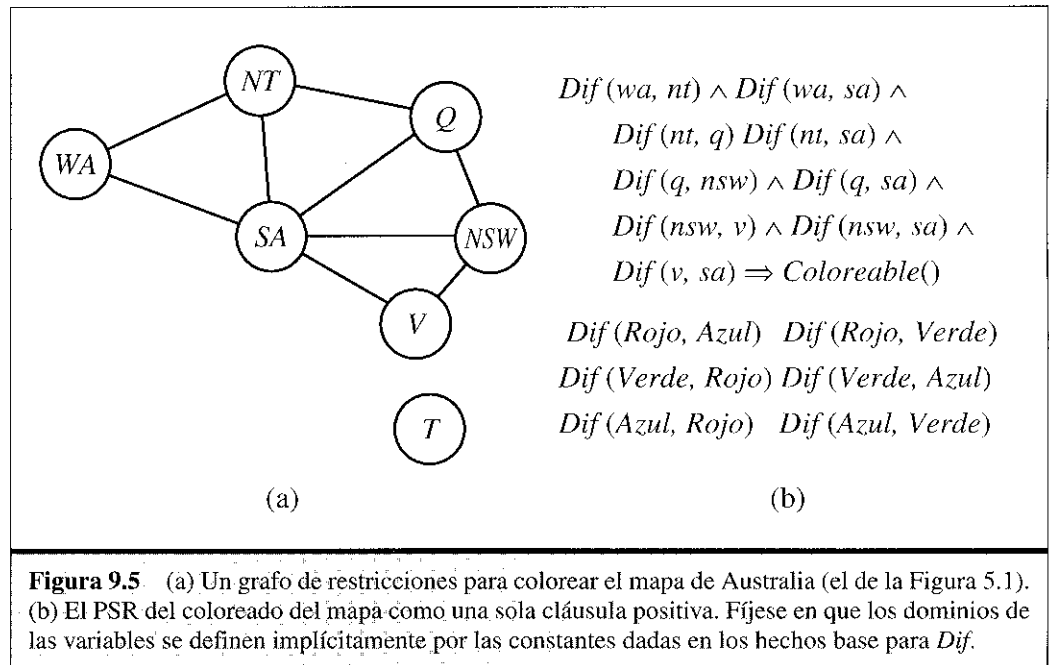 NT
Q
WA
SA
NSW
V
T
(a)
Dif (wa, nt) ∧ Dif (wa, sa) ∧
Dif (nt, q) Dif (nt, sa) ∧
Dif (q, nsw) ∧ Dif (q, sa) ∧
Dif (nsw, v) ∧ Dif (nsw, sa) ∧
Dif (v, sa) ⇒ Coloreable()
Dif (Rojo, Azul) Dif (Rojo, Verde)
Dif (Verde, Rojo) Dif (Verde, Azul)
Dif (Azul, Rojo) Dif (Azul, Verde)
(b)
Figura 9.5 (a) Un grafo de restricciones para colorear el mapa de Australia (el de la Figura 5.1).
(b) El PSR del coloreado del mapa como una sola cláusula positiva. Fíjese en que los dominios de
las variables se definen implícitamente por las constantes dadas en los hechos base para Dif.